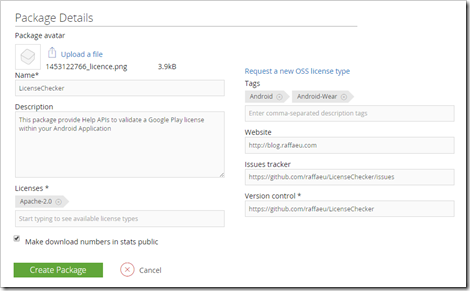 Package Details
Package avatar
Upload a file
1453122766_licence.png 3.9kB
Name*
LicenseChecker
Description
This package provide Help APIs to validate a Google Play license
within your Android Application
Licenses *
Apache-2.0
Start typing to see available license types
Make download numbers in stats public
Request a new OSS license type
Tags
Android Android-Wear
Enter comma-separated description tags
Website
http://blog.raffaeu.com
Issues tracker
https://github.com/raffaeu/LicenseChecker/issues
Version control *
https://github.com/raffaeu/LicenseChecker
Create Package Cancel